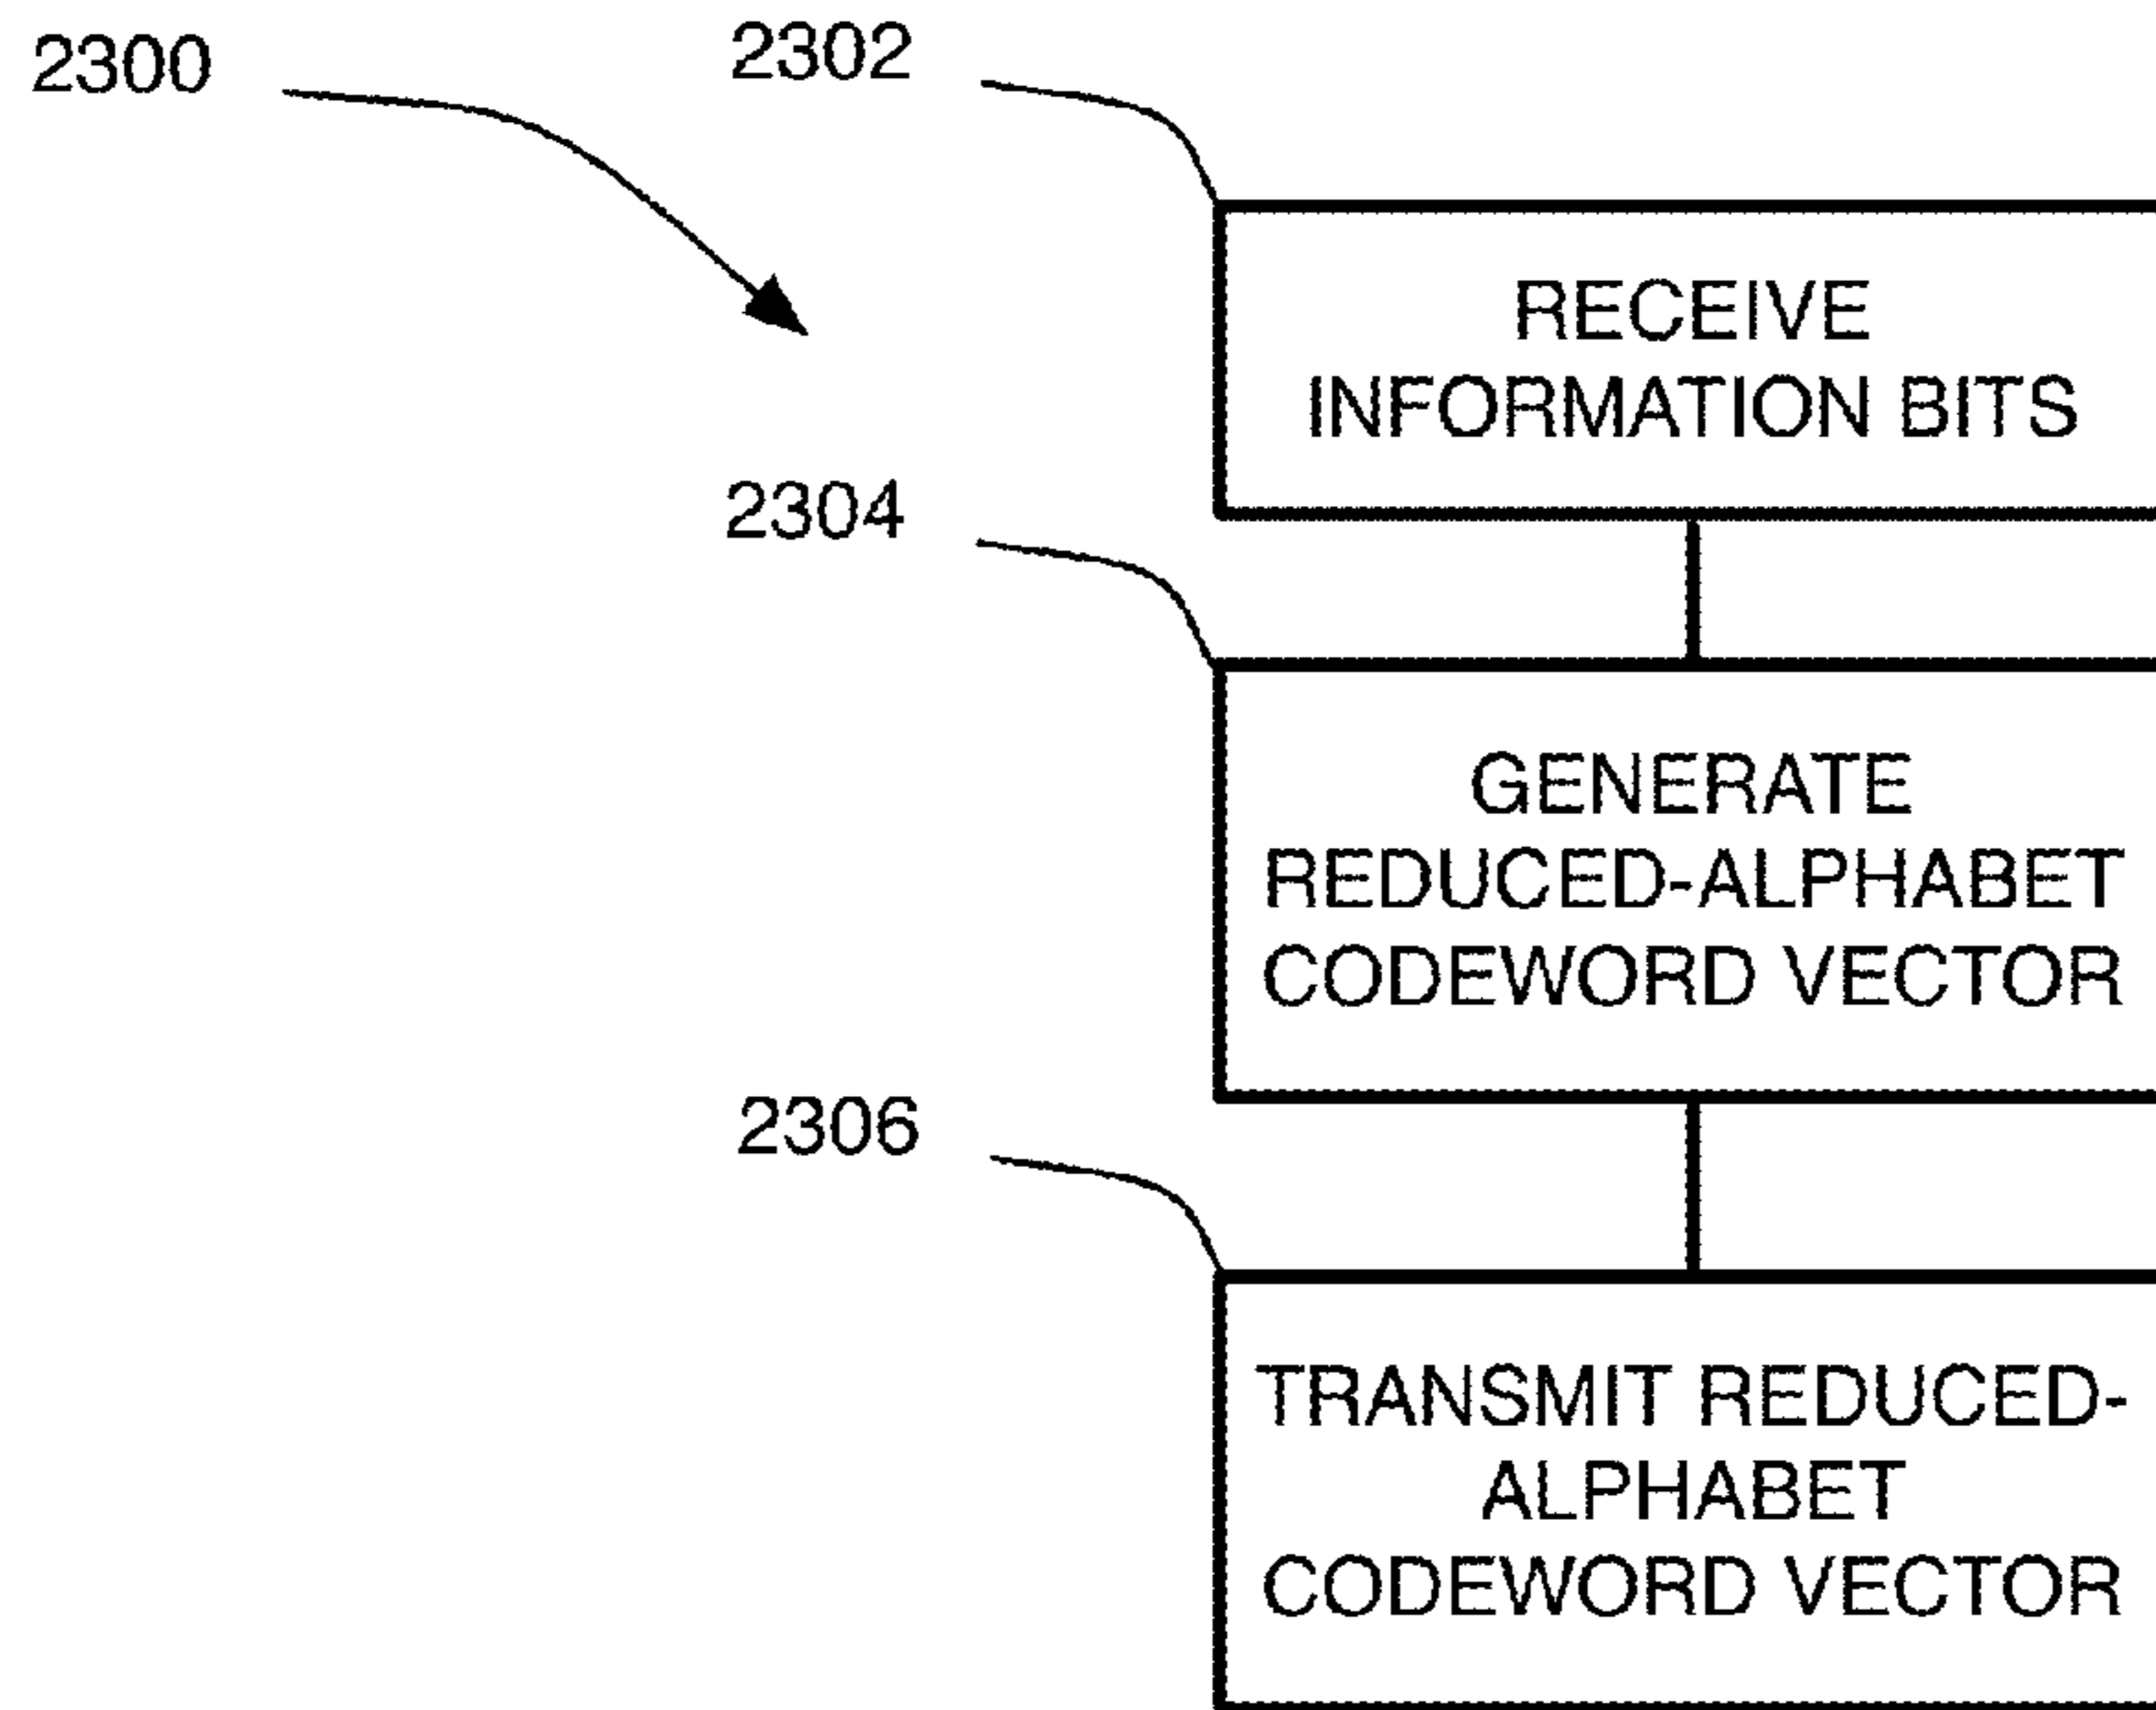 2300
2302
RECEIVE
INFORMATION BITS
2304
GENERATE
REDUCED-ALPHABET
CODEWORD VECTOR
2306
TRANSMIT REDUCED-
ALPHABET
CODEWORD VECTOR